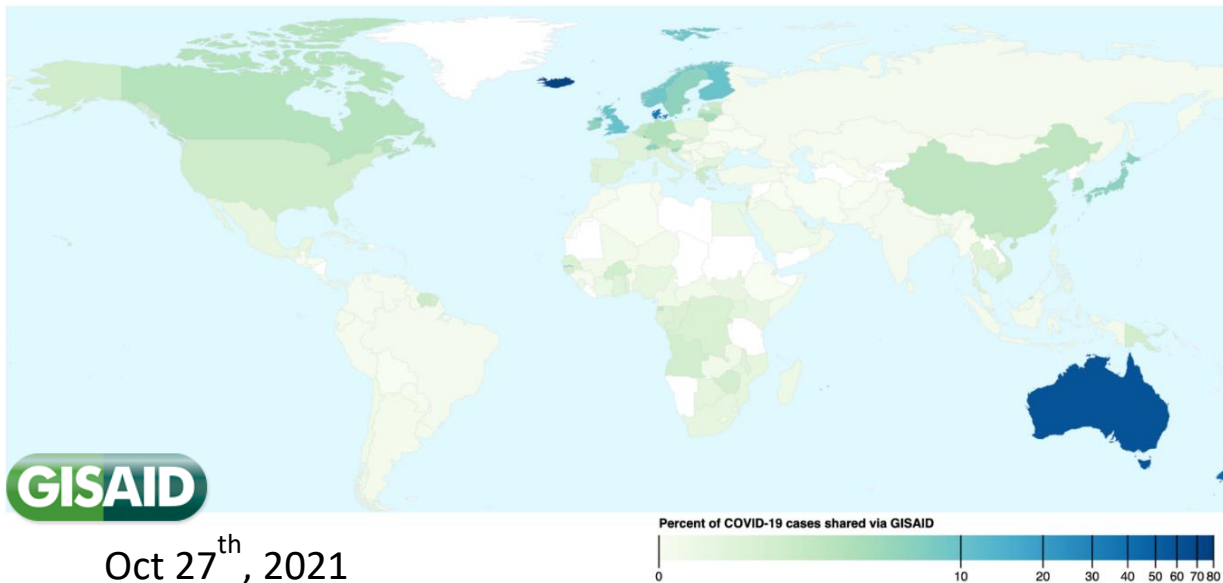 GISAID
Oct 27th, 2021
Percent of COVID-19 cases shared via GISAID
0 10 20 30 40 50 60 70 80